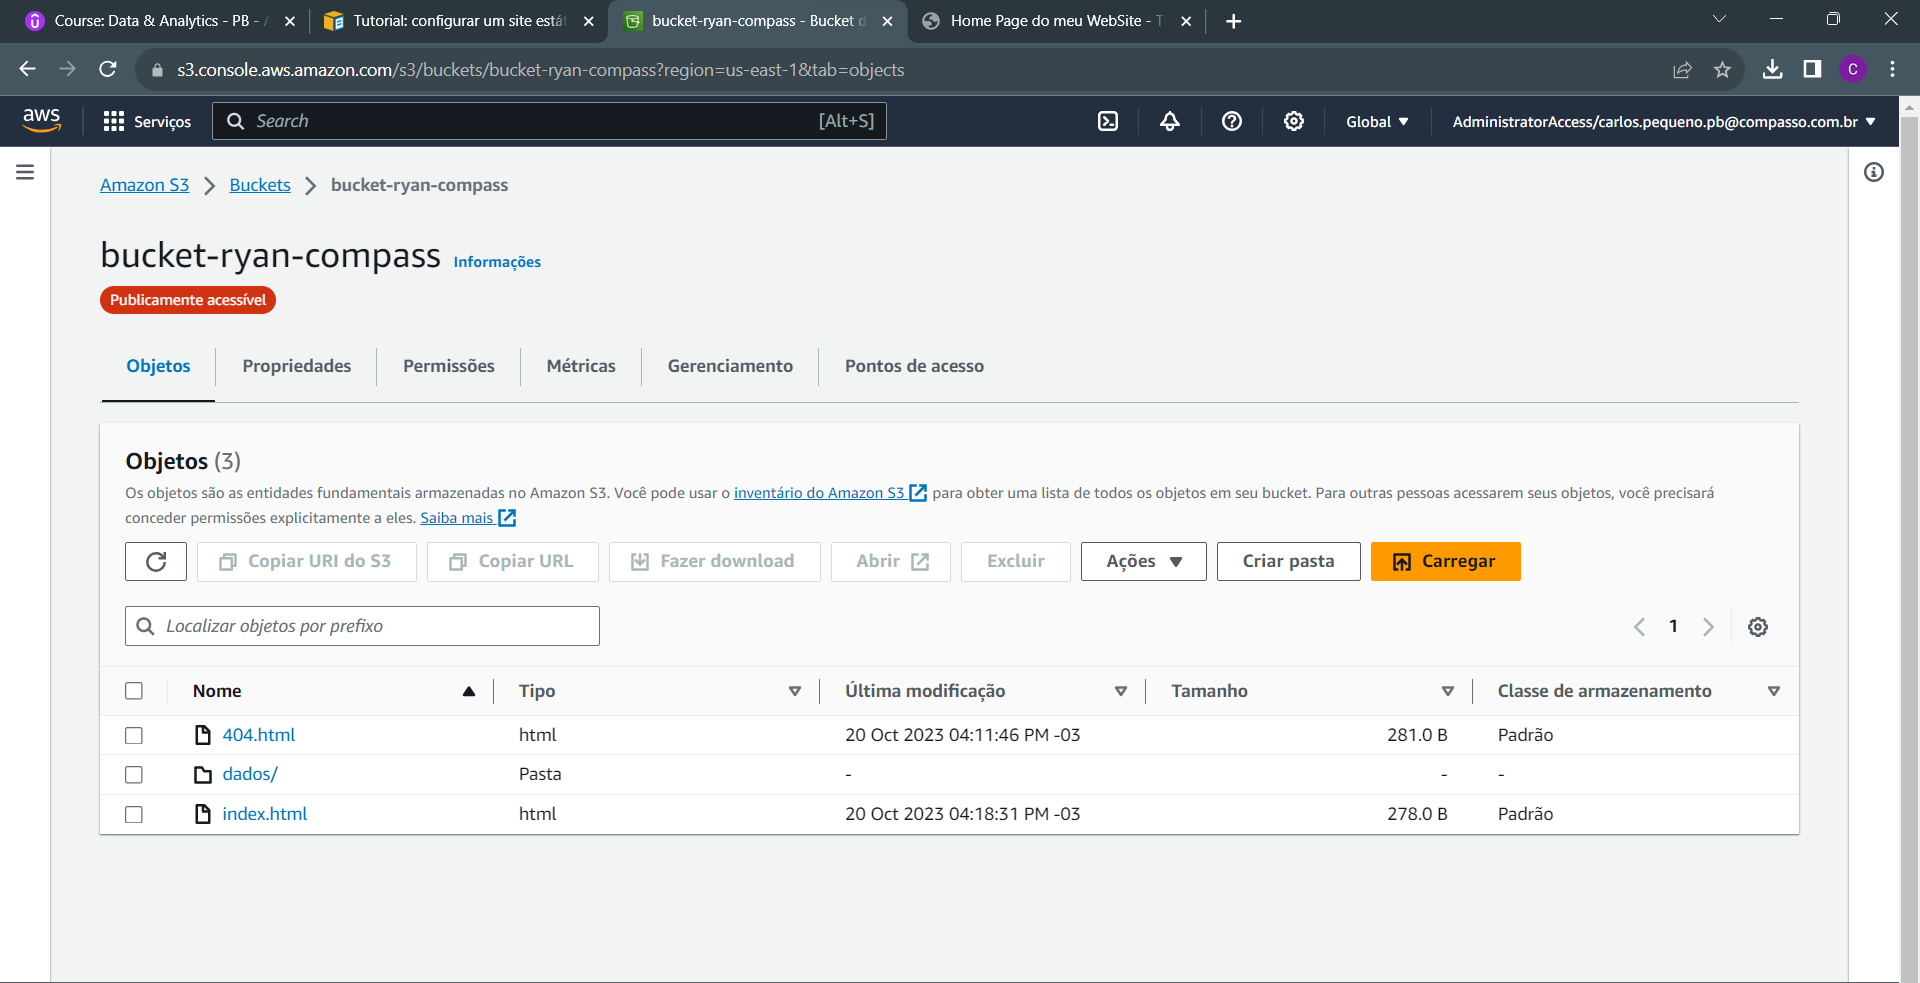 Course: Data & Analytics - PB - A
Tutorial: configurar um site estát
bucket-ryan-compass - Bucket d
Home Page do meu WebSite - T
s3.console.aws.amazon.com/s3/buckets/bucket-ryan-compass?region=us-east-1&tab=objects
C
aws
Serviços
Search
[Alt+S]
Global
AdministratorAccess/carlos.pequeno.pb@compasso.com.br
Amazon S3
Buckets
bucket-ryan-compass
bucket-ryan-compass
Informações
Publicamente acessível
Objetos
Propriedades
Permissões
Métricas
Gerenciamento
Pontos de acesso
Objetos (3)
Os objetos são as entidades fundamentais armazenadas no Amazon S3. Você pode usar o inventário do Amazon S3 para obter uma lista de todos os objetos em seu bucket. Para outras pessoas acessarem seus objetos, você precisará
conceder permissões explicitamente a eles. Saiba mais
Copiar URI do S3
Copiar URL
Fazer download
Abrir
Excluir
Ações
Criar pasta
Carregar
Localizar objetos por prefixo
1
Nome
Tipo
Última modificação
Tamanho
Classe de armazenamento
404.html
html
20 Oct 2023 04:11:46 PM -03
281.0 B
Padrão
dados/
Pasta
-
-
-
index.html
html
20 Oct 2023 04:18:31 PM -03
278.0 B
Padrão